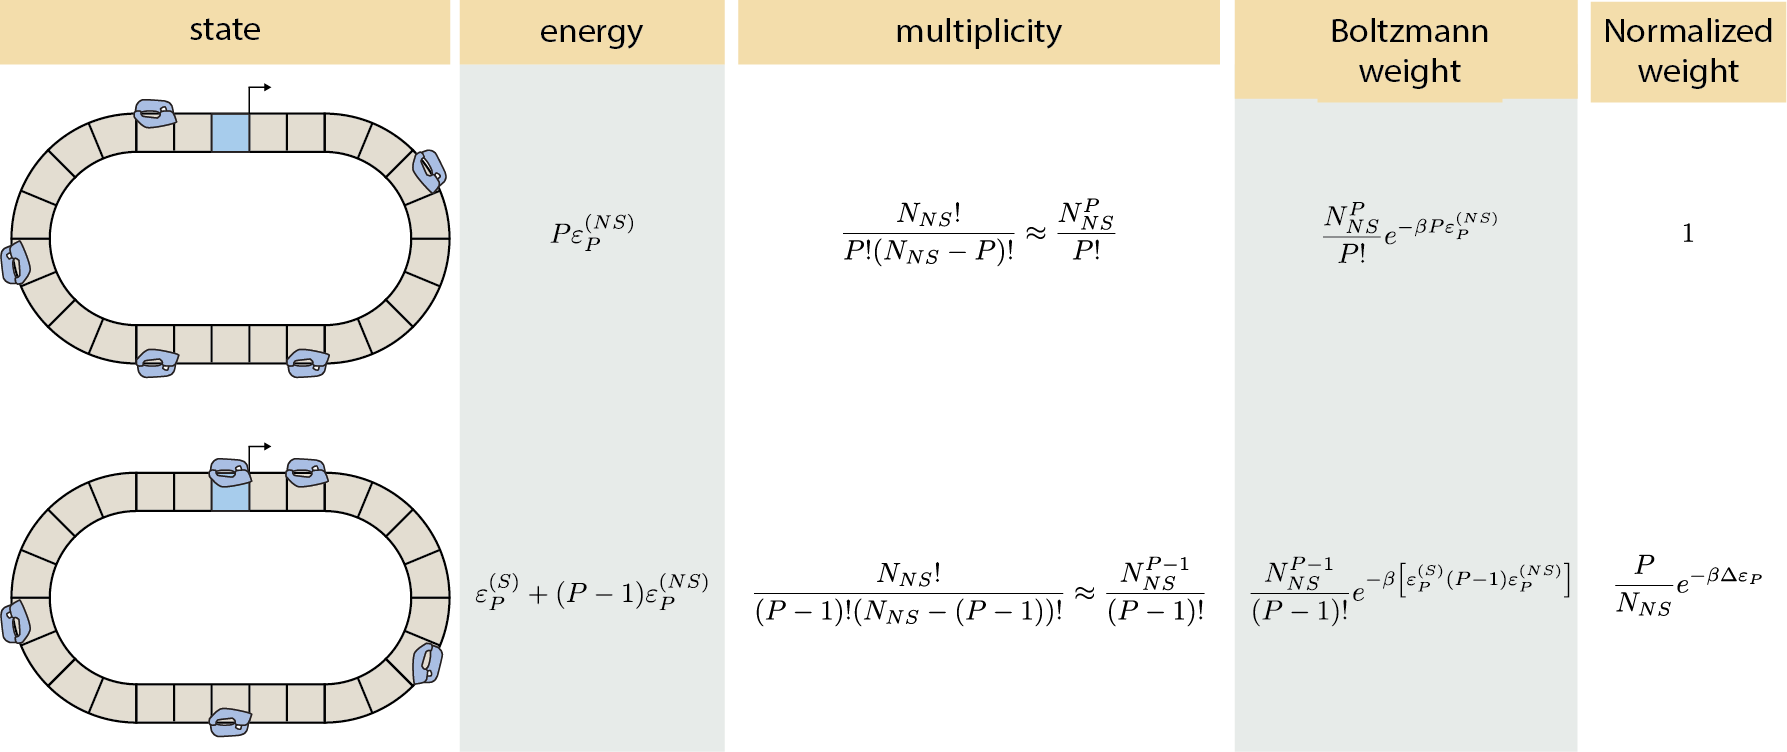 state energy multiplicity Boltzmann weight Normalized weight
$P\varepsilon_P^{(NS)}$ $\frac{N_{NS}!}{P!(N_{NS}-P)!} \approx \frac{N_{NS}^P}{P!}$ $\frac{N_{NS}^P}{P!}e^{-\beta P\varepsilon_P^{(NS)}}$ $1$
$\varepsilon_P^{(S)}+(P-1)\varepsilon_P^{(NS)}$ $\frac{N_{NS}!}{(P-1)!(N_{NS}-(P-1))!} \approx \frac{N_{NS}^{P-1}}{(P-1)!}$ $\frac{N_{NS}^{P-1}}{(P-1)!}e^{-\beta\left[\varepsilon_P^{(S)}(P-1)\varepsilon_P^{(NS)}\right]}$ $\frac{P}{N_{NS}}e^{-\beta\Delta\varepsilon_P}$